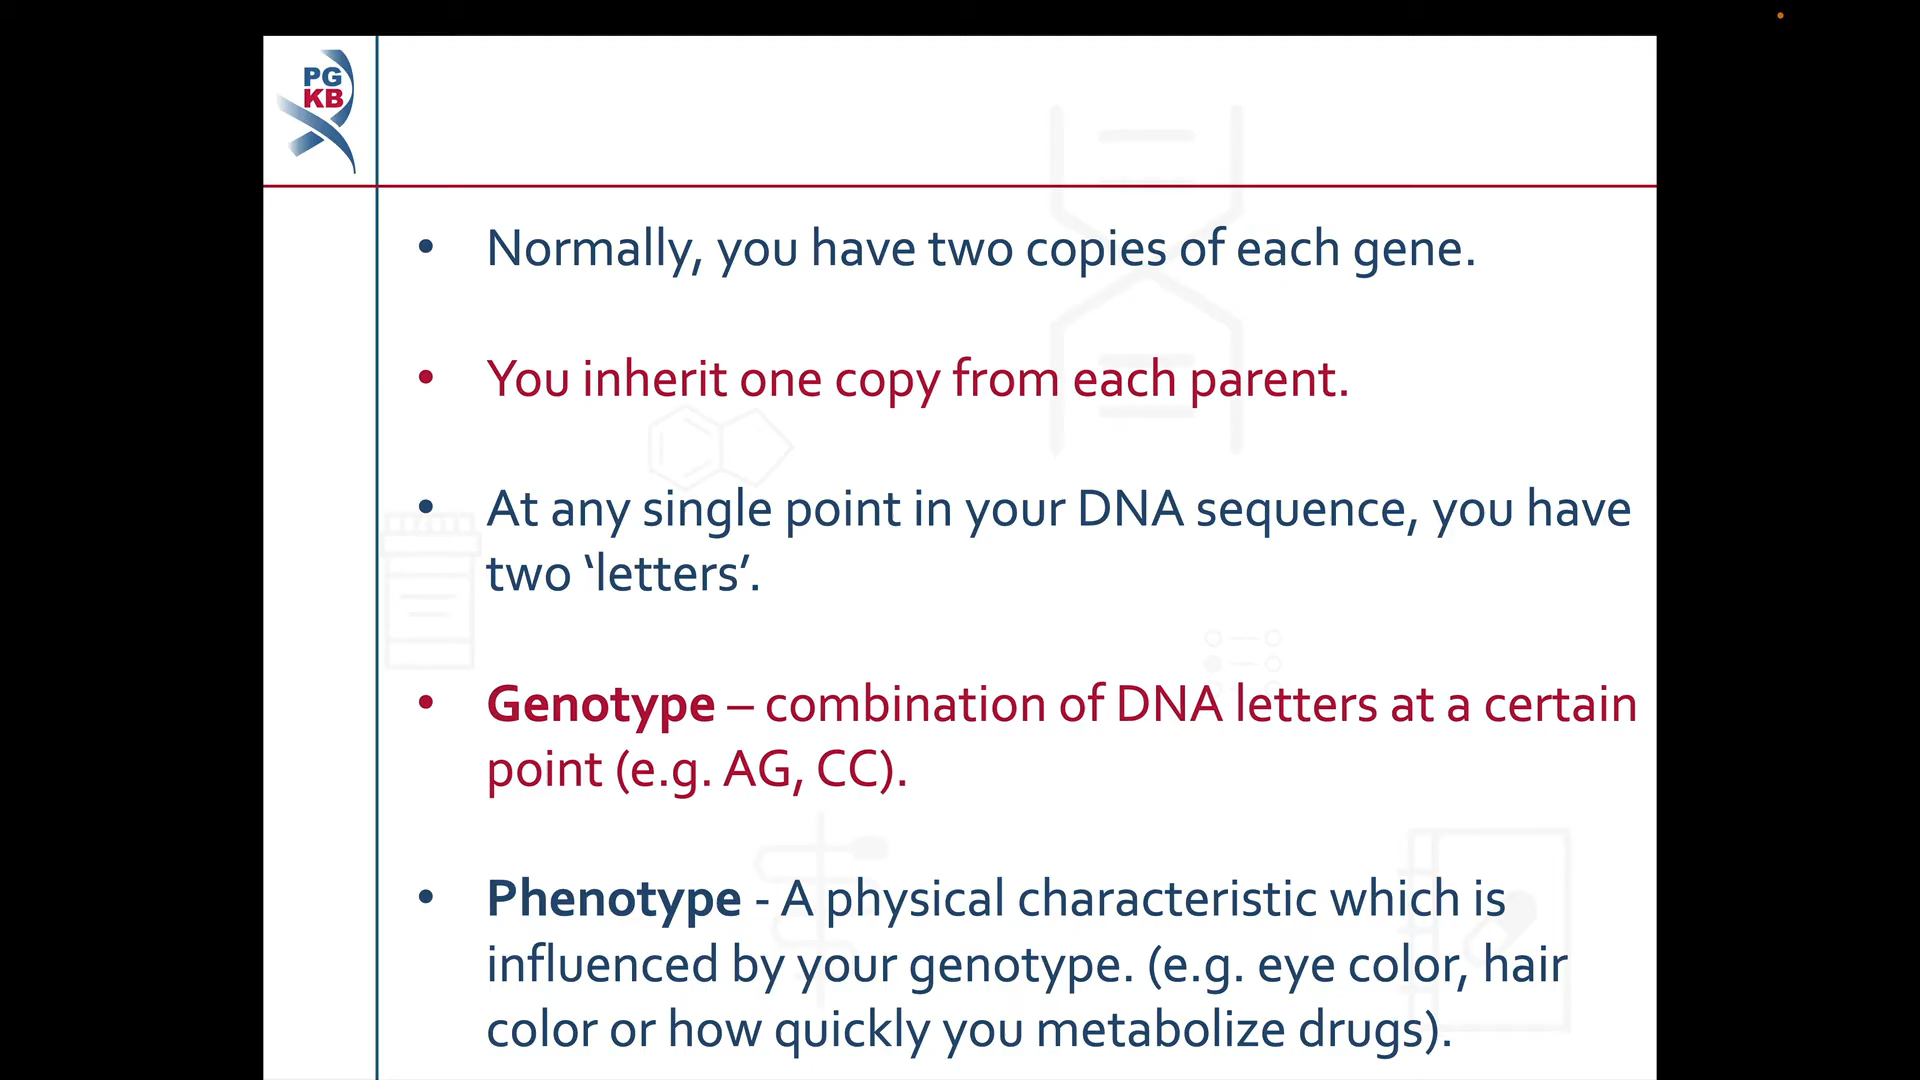 PG
KB
• Normally, you have two copies of each gene.
• You inherit one copy from each parent.
• At any single point in your DNA sequence, you have
two ‘letters’.
• Genotype – combination of DNA letters at a certain
point (e.g. AG, CC).
• Phenotype - A physical characteristic which is
influenced by your genotype. (e.g. eye color, hair
color or how quickly you metabolize drugs).